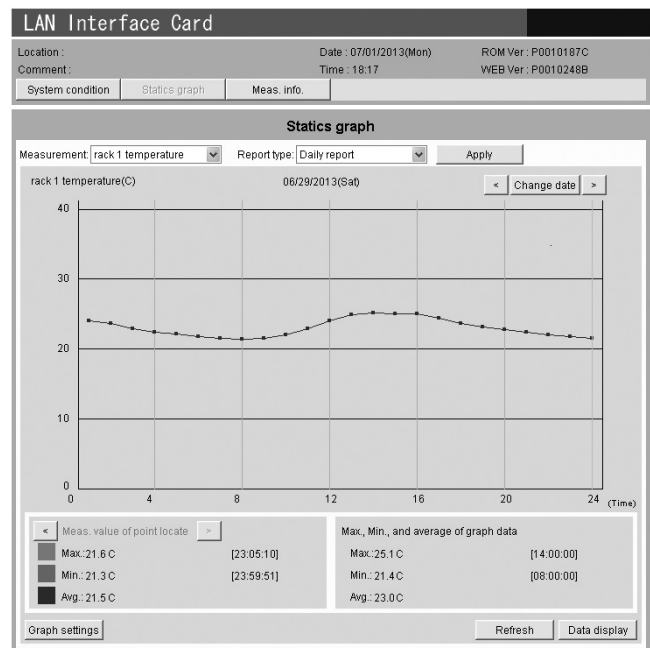 LAN Interface Card
Location :
Date : 07/01/2013(Mon)
ROM Ver : P0010187C
Comment :
Time : 18:17
WEB Ver : P0010248B
System condition
Statics graph
Meas. info.
Statics graph
Measurement: rack 1 temperature
Report type: Daily report
Apply
rack 1 temperature(C)
06/29/2013(Sat)
< Change date >
40
30
20
10
0
0 4 8 12 16 20 24 (Time)
< Meas. value of point locate >
Max.:21.6 C [23:05:10]
Min.: 21.3 C [23:59:51]
Avg.: 21.5 C
Max., Min., and average of graph data
Max.:25.1 C [14:00:00]
Min.: 21.4 C [08:00:00]
Avg.: 23.0 C
Graph settings
Refresh
Data display